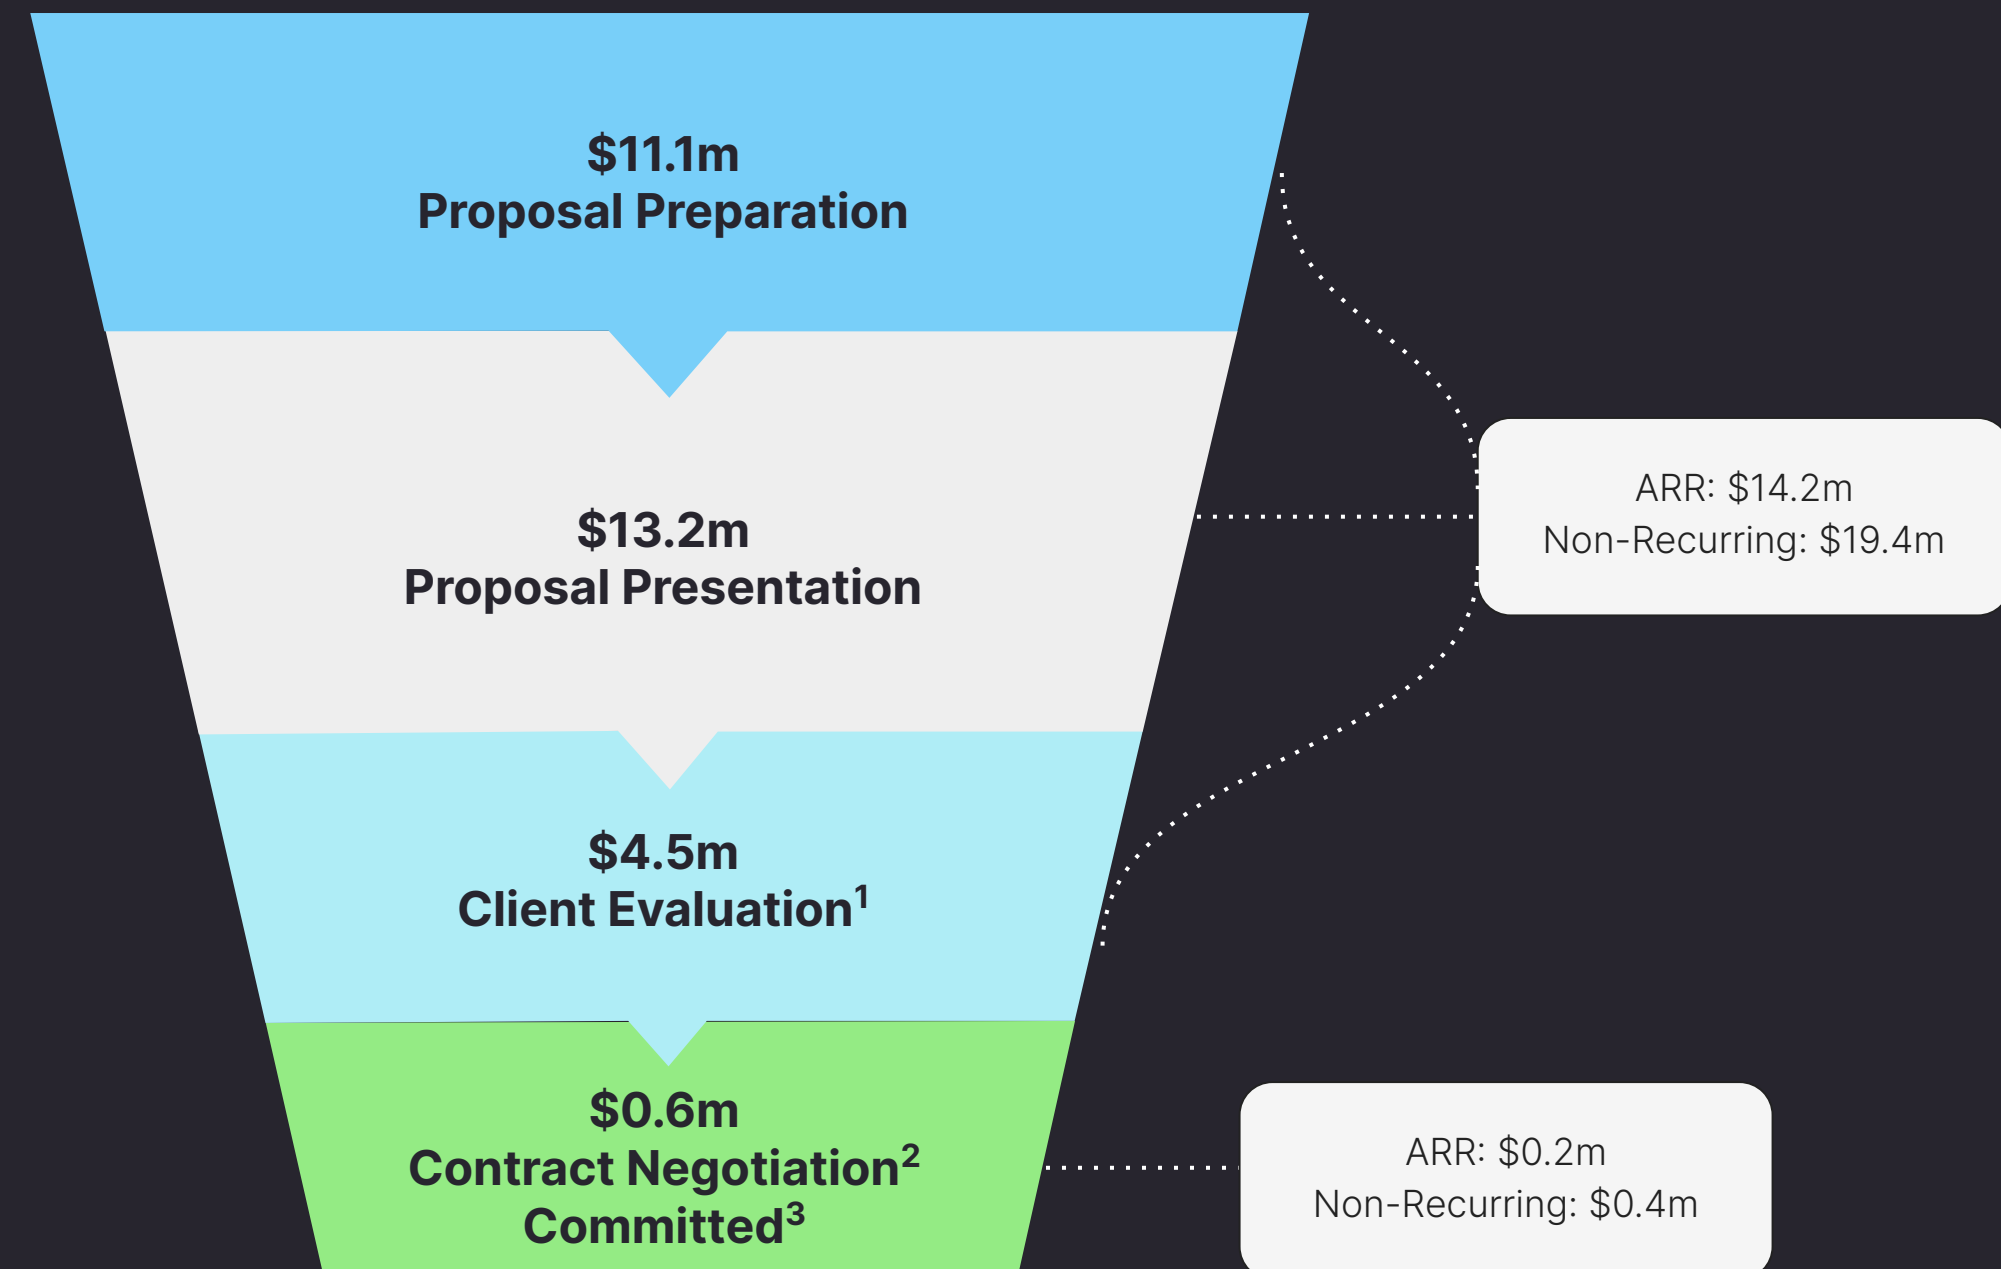 $11.1m
Proposal Preparation
$13.2m
Proposal Presentation
ARR: $14.2m
Non-Recurring: $19.4m
$4.5m
Client Evaluation¹
$0.6m
Contract Negotiation²
Committed³
ARR: $0.2m
Non-Recurring: $0.4m